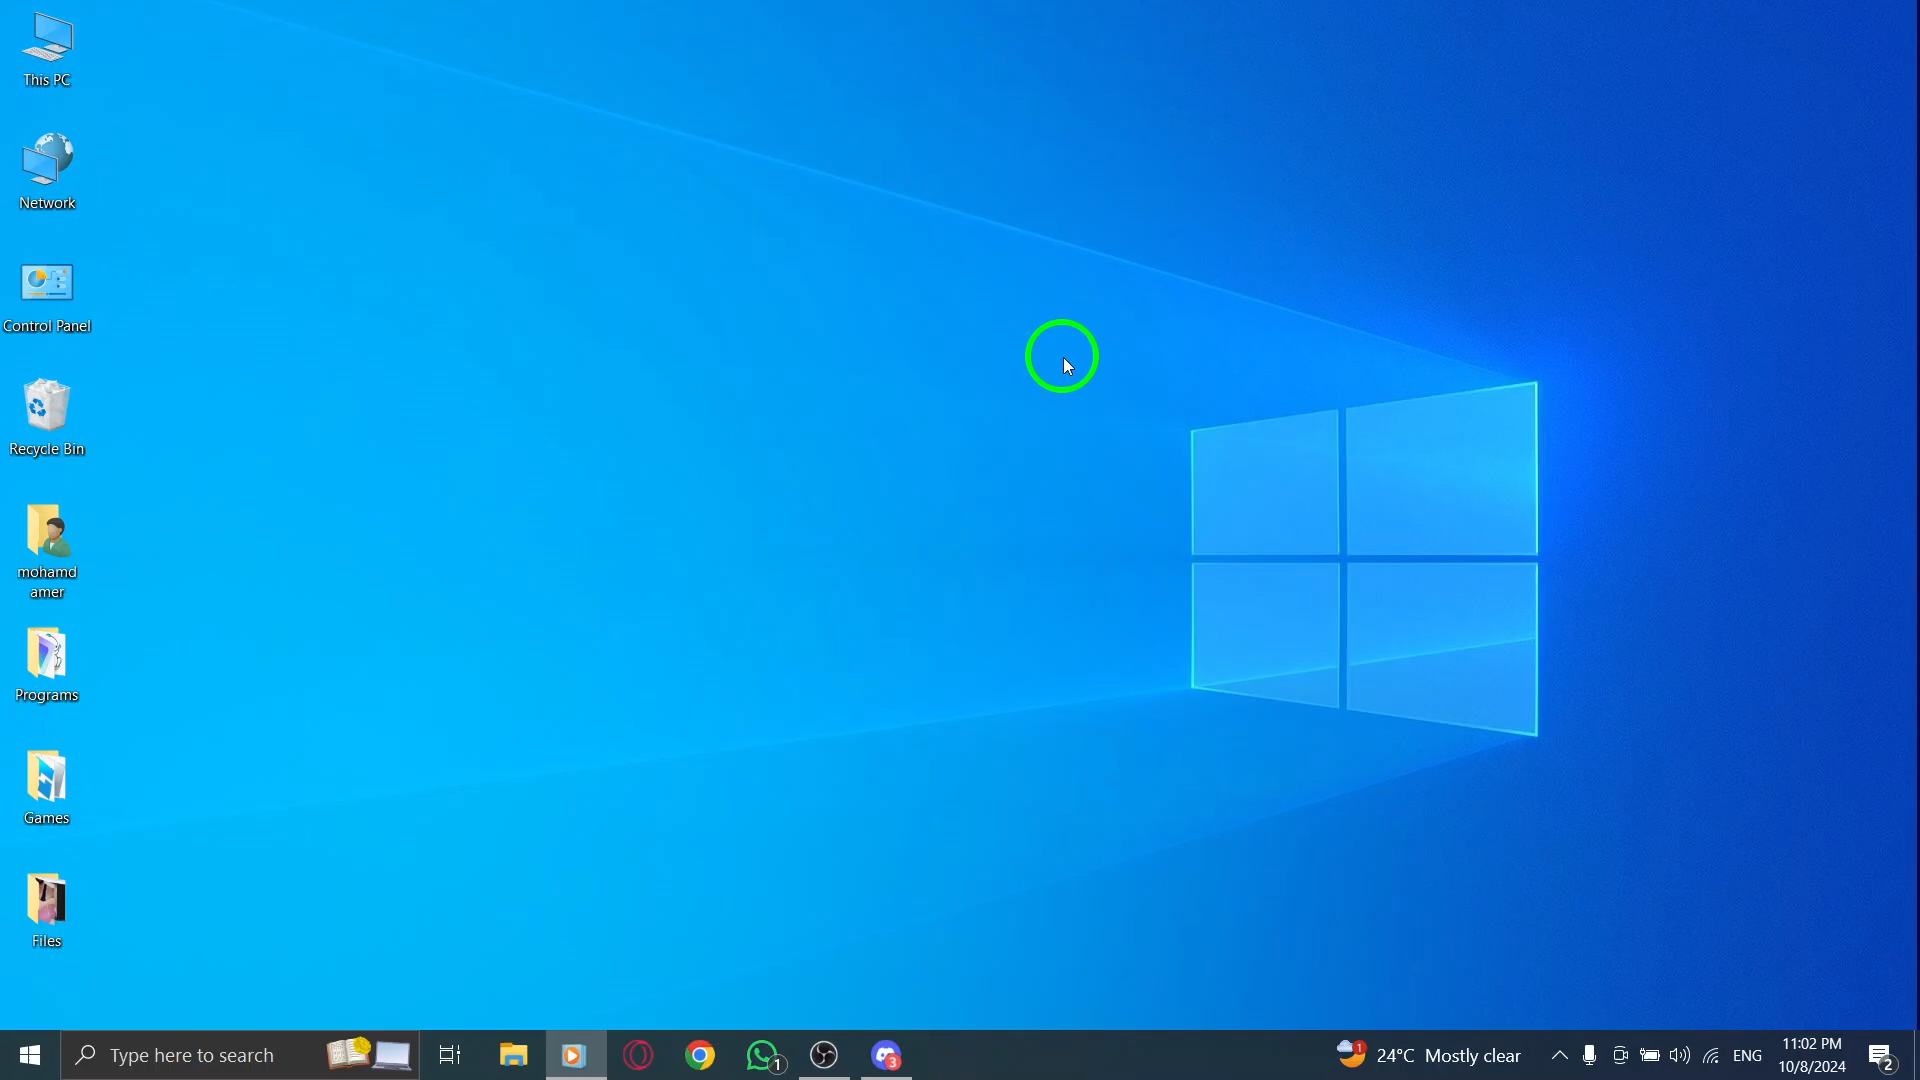 This PC
Network
Control Panel
Recycle Bin
mohamd
amer
Programs
Games
Files
Type here to search
1
3
1
24°C Mostly clear
ENG
11:02 PM
10/8/2024
2